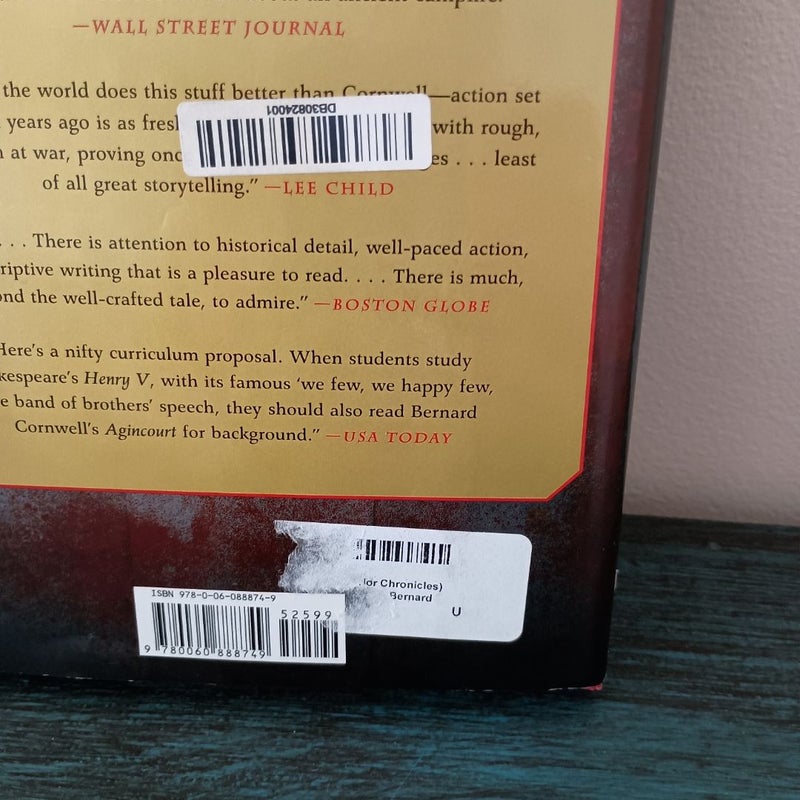 an ancient campfire."
—WALL STREET JOURNAL
the world does this stuff better than Cornwell—action set
years ago is as fresh with rough,
at war, proving once es . . . least
of all great storytelling." —LEE CHILD
DB30824001
. . . There is attention to historical detail, well-paced action,
riptive writing that is a pleasure to read. . . . There is much,
ond the well-crafted tale, to admire." —BOSTON GLOBE
Here's a nifty curriculum proposal. When students study
kespeare's Henry V, with its famous 'we few, we happy few,
e band of brothers' speech, they should also read Bernard
Cornwell's Agincourt for background." —USA TODAY
lor Chronicles)
Bernard
U
ISBN 978-0-06-088874-9
52599
9 780060 888749